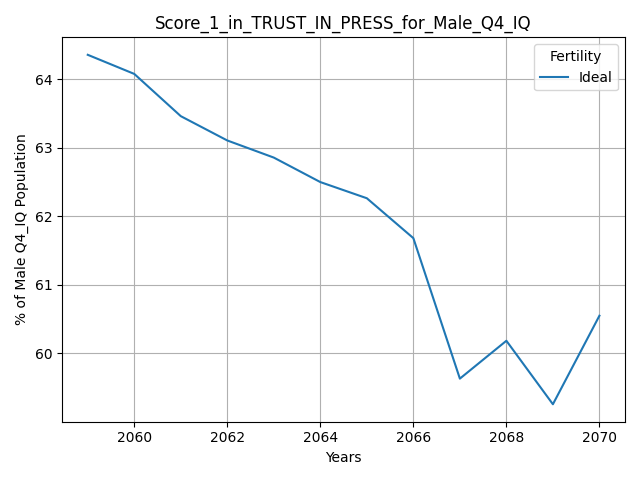 Score_1_in_TRUST_IN_PRESS_for_Male_Q4_IQ
Fertility
Ideal
% of Male Q4_IQ Population
64
63
62
61
60
2060 2062 2064 2066 2068 2070
Years